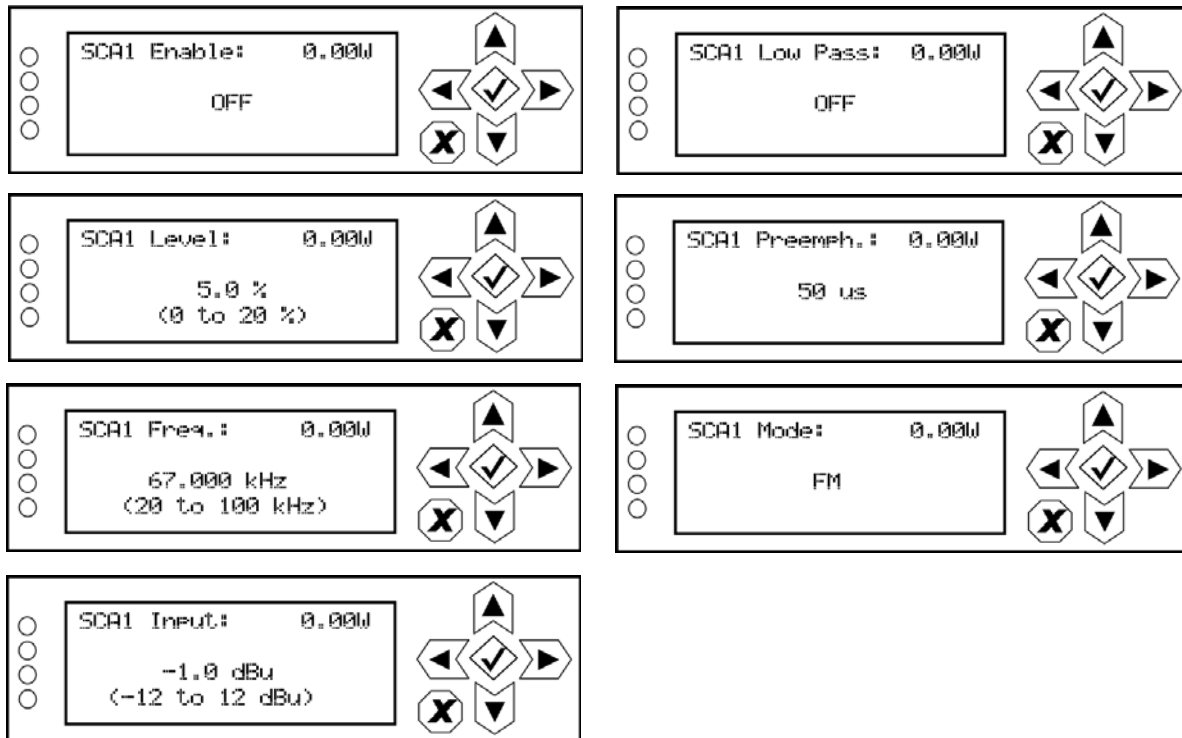 SCA1 Enable: 0.00W
OFF
SCA1 Level: 0.00W
5.0 %
(0 to 20 %)
SCA1 Freq.: 0.00W
67.000 kHz
(20 to 100 kHz)
SCA1 Input: 0.00W
-1.0 dBu
(-12 to 12 dBu)
SCA1 Low Pass: 0.00W
OFF
SCA1 Preemph.: 0.00W
50 us
SCA1 Mode: 0.00W
FM